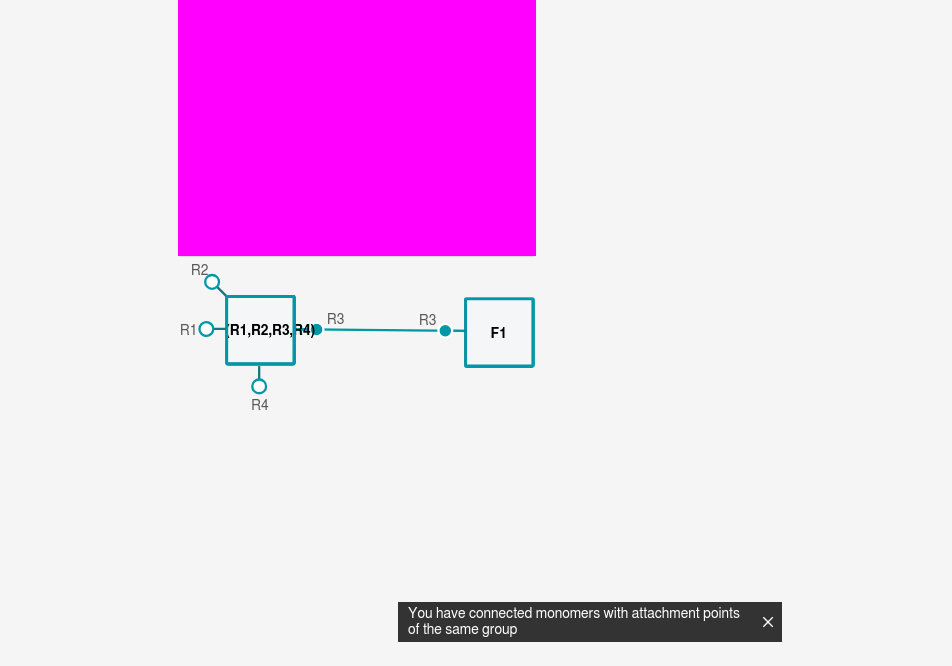 R2
R1
(R1,R2,R3,R4)
R3
R3
F1
R4
You have connected monomers with attachment points
of the same group